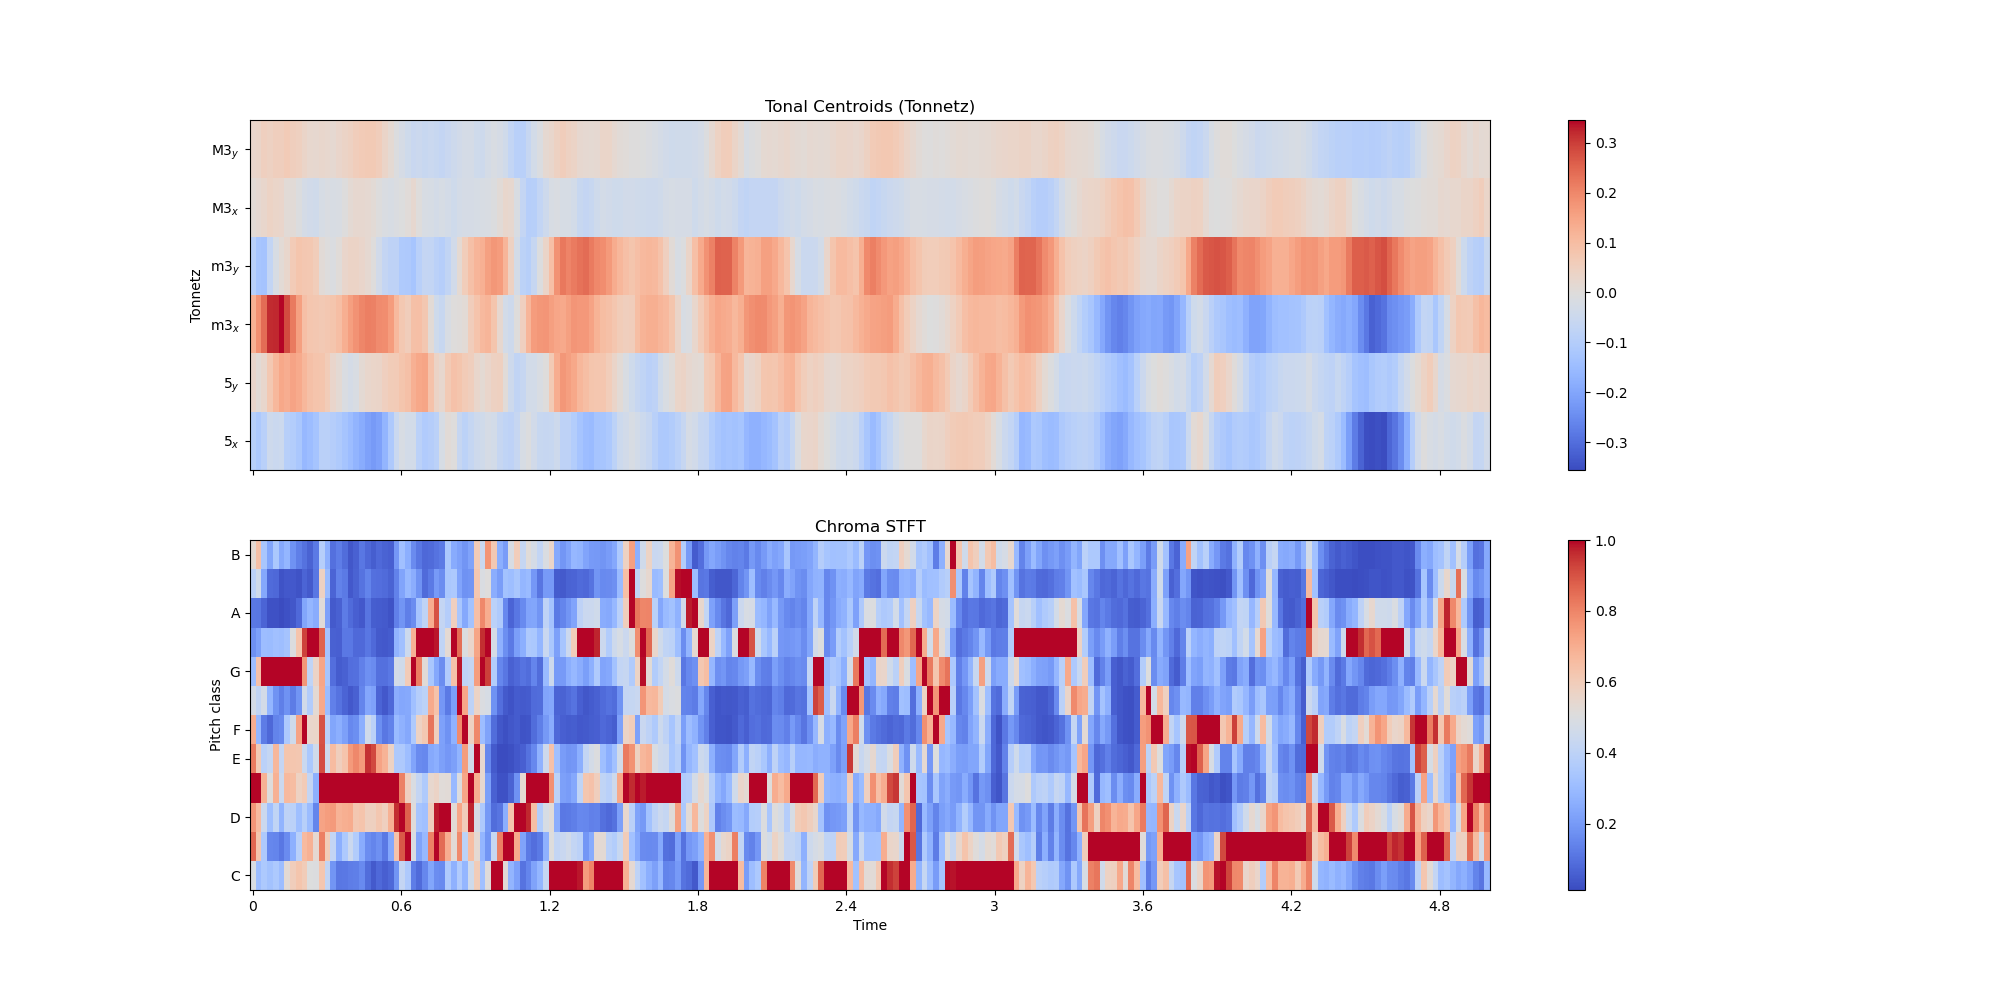 Tonal Centroids (Tonnetz)
M3y
M3x
m3y
m3x
5y
5x
Tonnetz
0.3
0.2
0.1
0.0
−0.1
−0.2
−0.3
Chroma STFT
B
A
G
F
E
D
C
Pitch class
0 0.6 1.2 1.8 2.4 3 3.6 4.2 4.8
Time
1.0
0.8
0.6
0.4
0.2